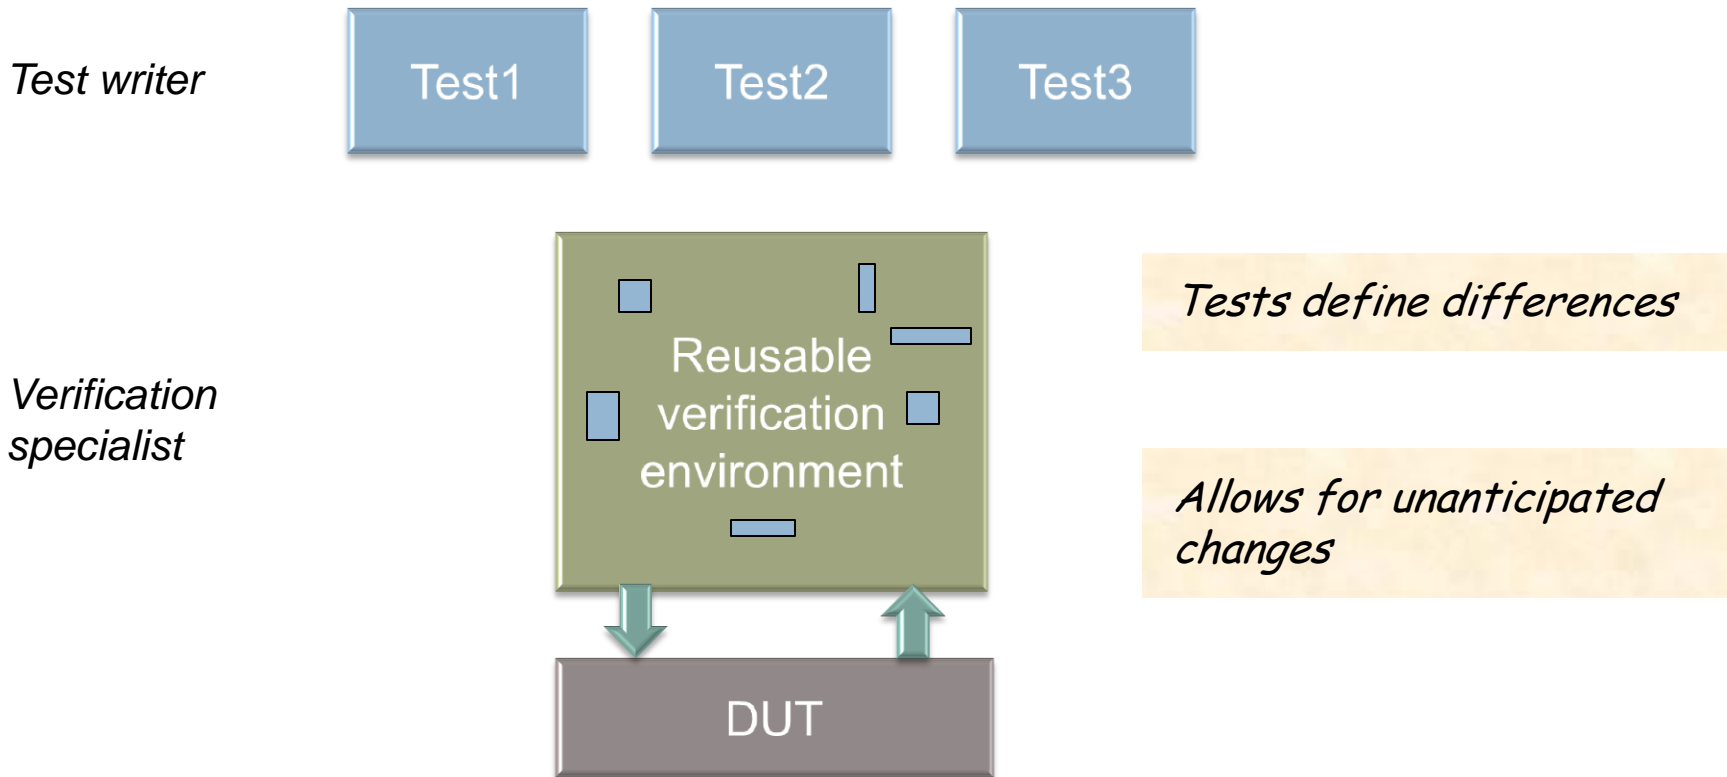 Test writer
Test1
Test2
Test3
Verification
specialist
Reusable
verification
environment
Tests define differences
Allows for unanticipated
changes
DUT